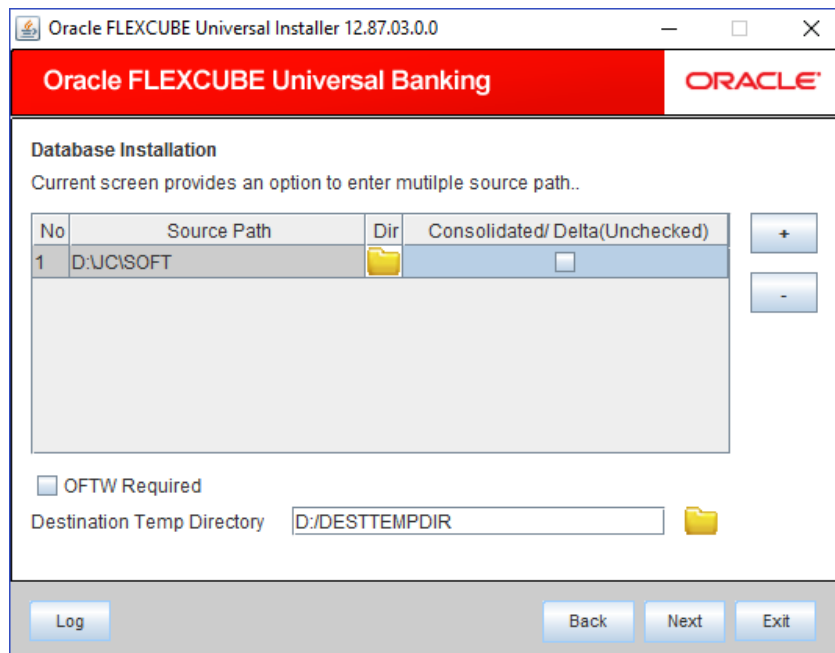 Oracle FLEXCUBE Universal Installer 12.87.03.0.0
Oracle FLEXCUBE Universal Banking ORACLE
Database Installation
Current screen provides an option to enter mutilple source path..
No Source Path Dir Consolidated/ Delta(Unchecked) +
1 D:\JC\SOFT
-
OFTW Required
Destination Temp Directory D:/DESTTEMPDIR
Log Back Next Exit